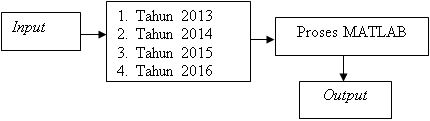 Input
1. Tahun 2013
2. Tahun 2014
3. Tahun 2015
4. Tahun 2016
Proses MATLAB
Output